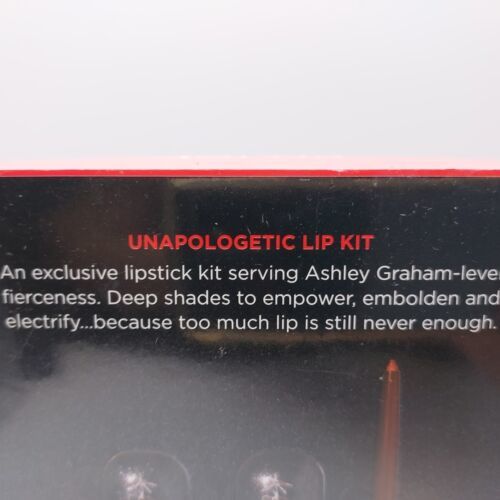 UNAPOLOGETIC LIP KIT
An exclusive lipstick kit serving Ashley Graham-leve
fierceness. Deep shades to empower, embolden and
electrify...because too much lip is still never enough.